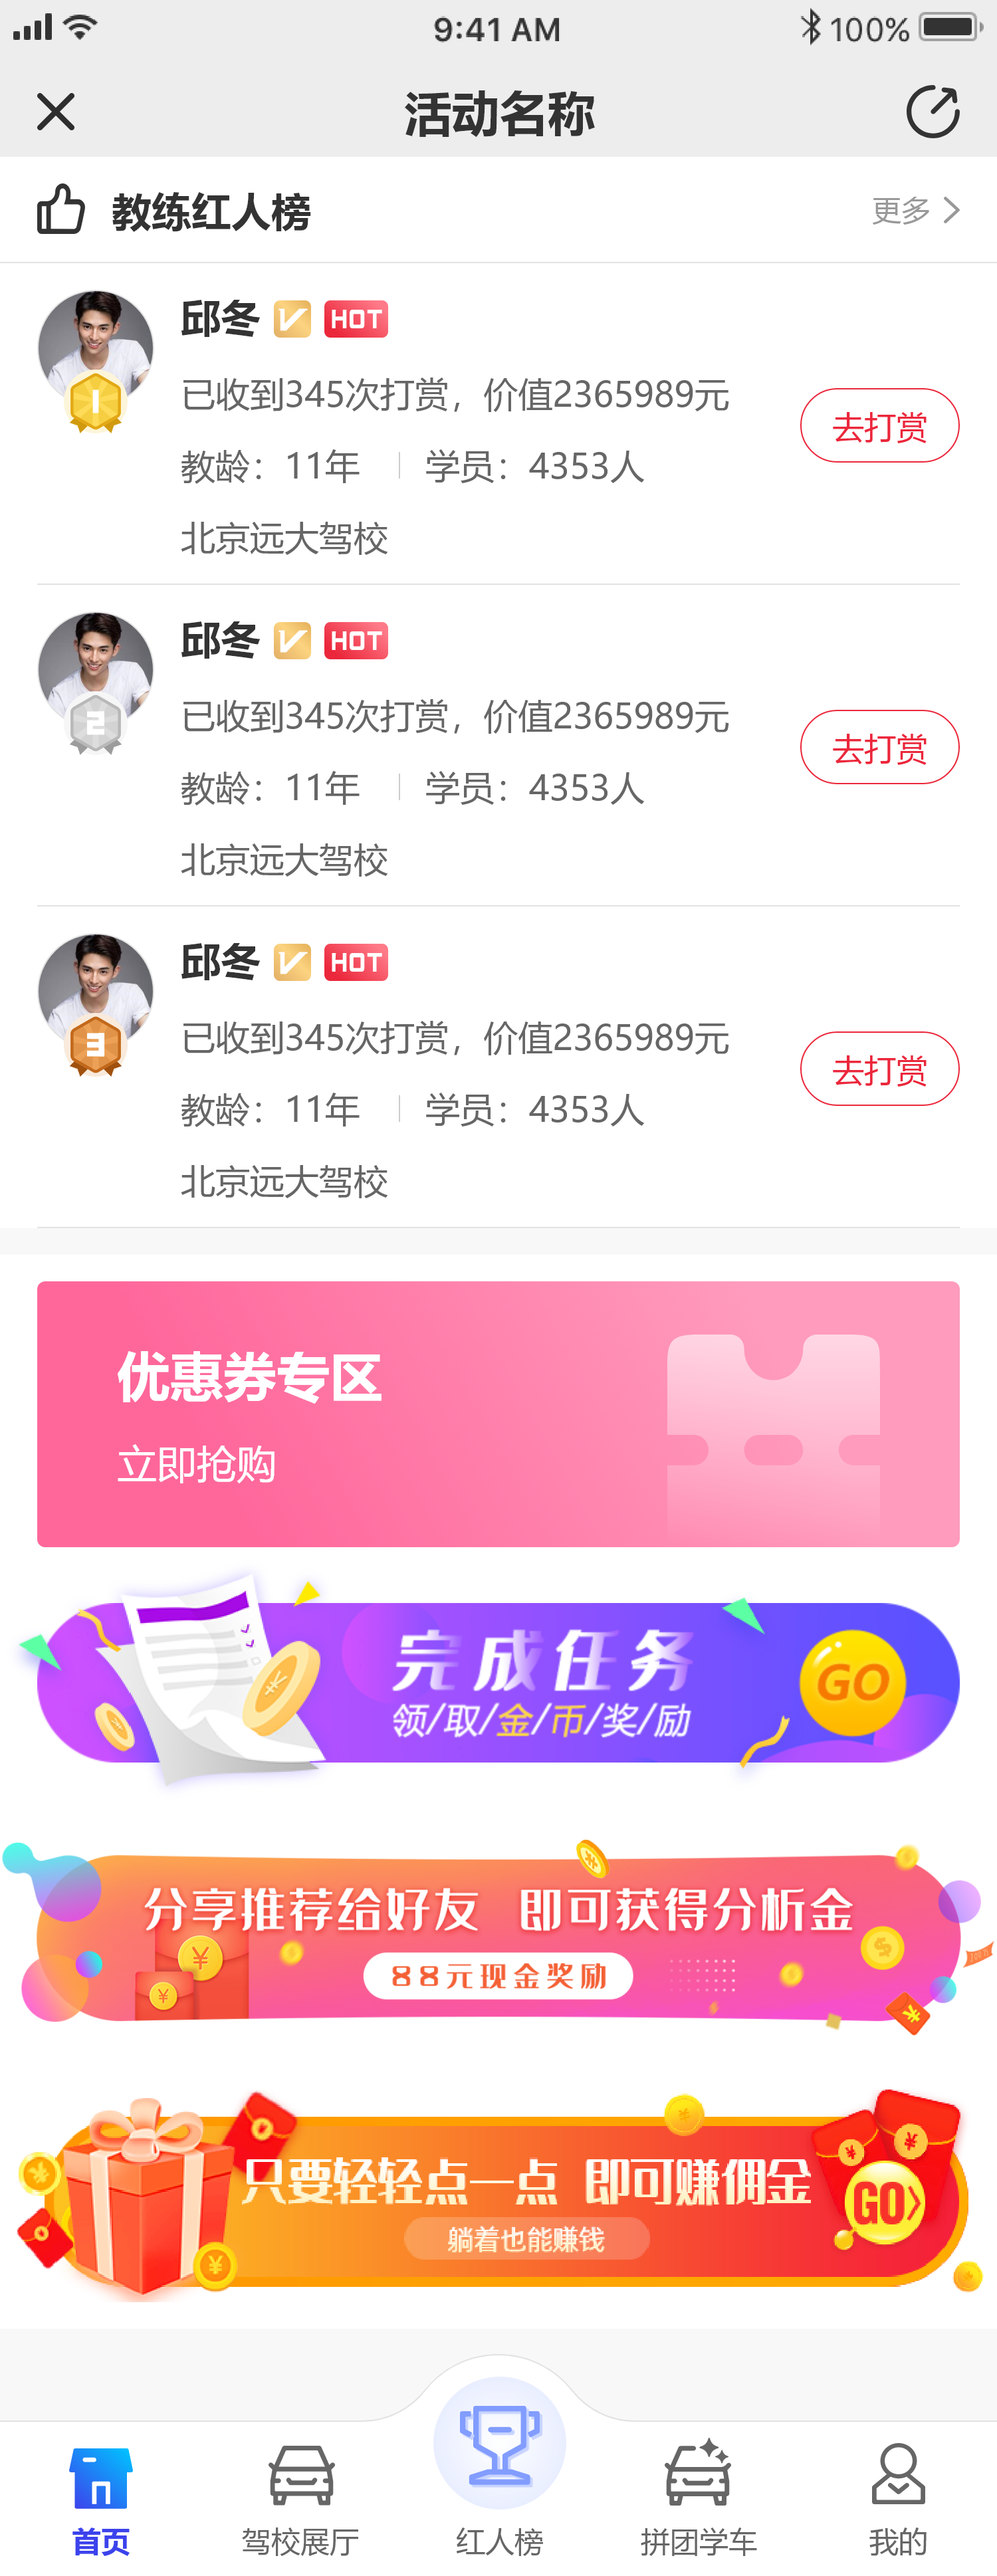 9:41 AM
100%
活动名称
教练红人榜
更多
邱冬 V HOT
1
已收到345次打赏，价值2365989元
去打赏
教龄：11年
学员：4353人
北京远大驾校
邱冬 V HOT
2
已收到345次打赏，价值2365989元
去打赏
教龄：11年
学员：4353人
北京远大驾校
邱冬 V HOT
3
已收到345次打赏，价值2365989元
去打赏
教龄：11年
学员：4353人
北京远大驾校
优惠券专区
立即抢购
完成任务
领/取/金/币/奖/励
GO
分享推荐给好友 即可获得分析金
88元现金奖励
只要轻轻点一点 即可赚佣金
GO
躺着也能赚钱
首页
驾校展厅
红人榜
拼团学车
我的